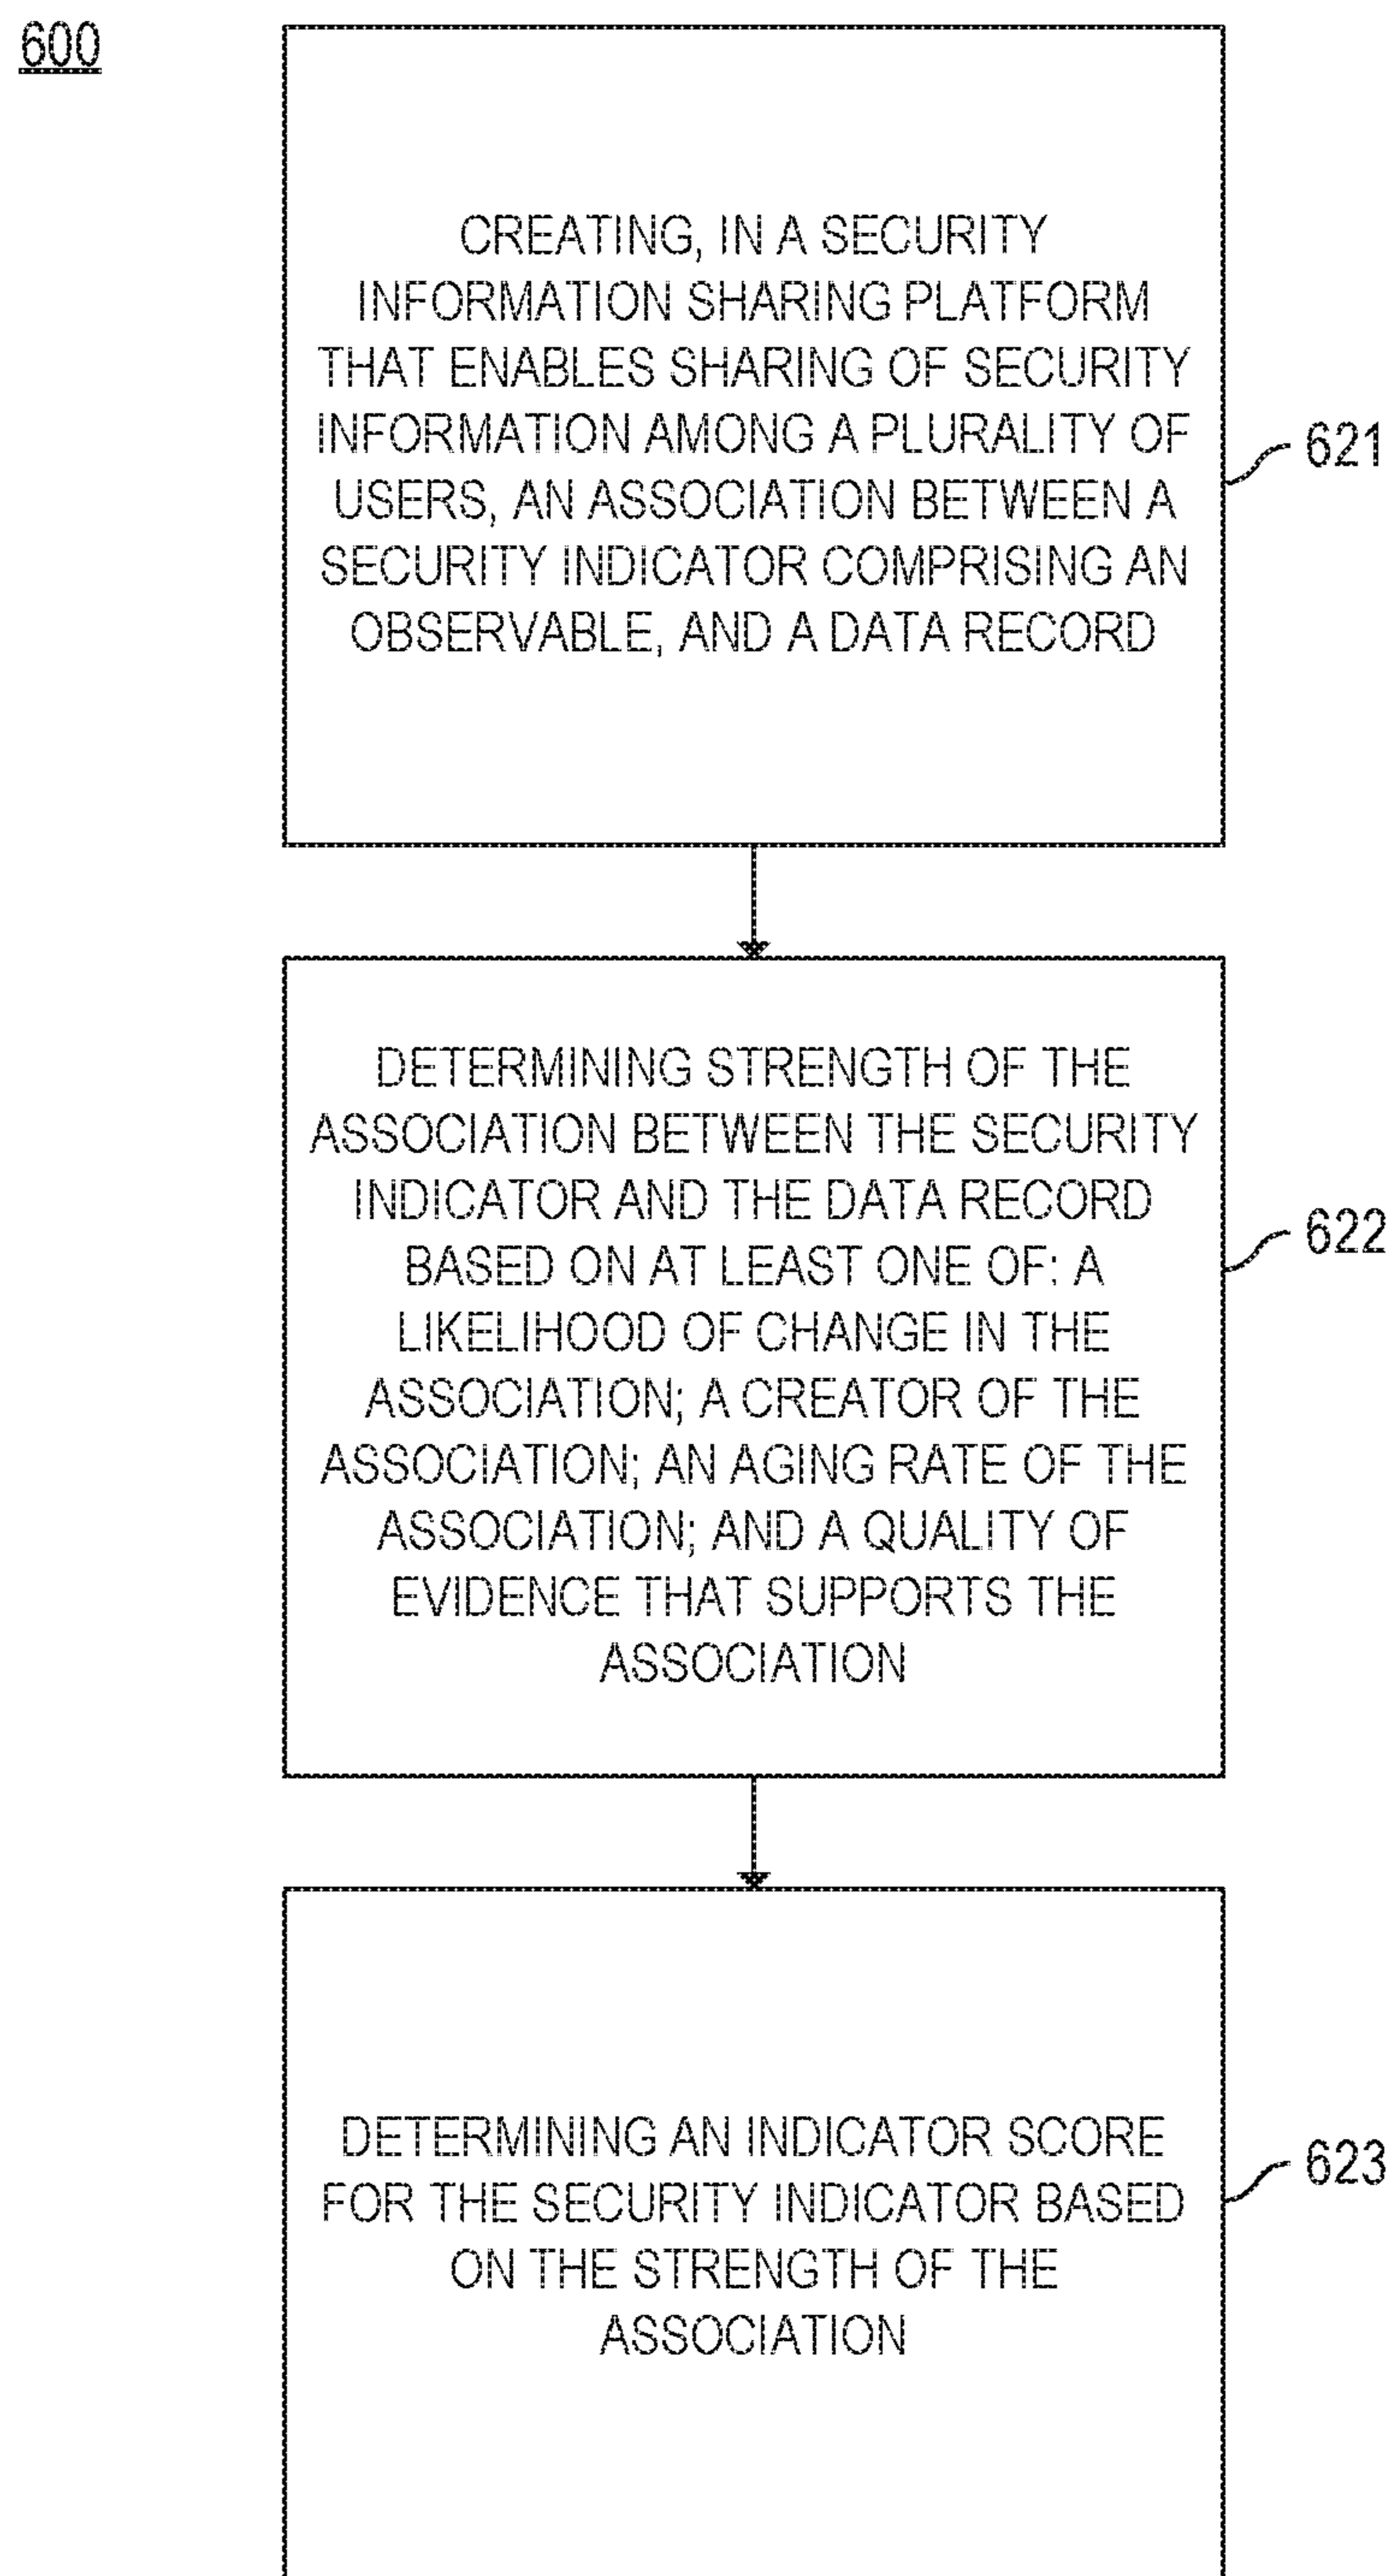 600
CREATING, IN A SECURITY
INFORMATION SHARING PLATFORM
THAT ENABLES SHARING OF SECURITY
INFORMATION AMONG A PLURALITY OF
USERS, AN ASSOCIATION BETWEEN A
SECURITY INDICATOR COMPRISING AN
OBSERVABLE, AND A DATA RECORD
621
DETERMINING STRENGTH OF THE
ASSOCIATION BETWEEN THE SECURITY
INDICATOR AND THE DATA RECORD
BASED ON AT LEAST ONE OF: A
LIKELIHOOD OF CHANGE IN THE
ASSOCIATION; A CREATOR OF THE
ASSOCIATION; AN AGING RATE OF THE
ASSOCIATION; AND A QUALITY OF
EVIDENCE THAT SUPPORTS THE
ASSOCIATION
622
DETERMINING AN INDICATOR SCORE
FOR THE SECURITY INDICATOR BASED
ON THE STRENGTH OF THE
ASSOCIATION
623